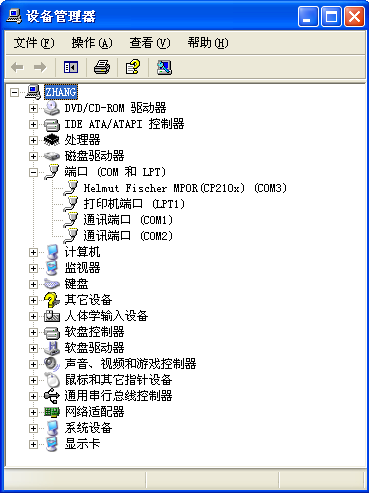 设备管理器
文件(F) 操作(A) 查看(V) 帮助(H)
ZHANG
DVD/CD-ROM 驱动器
IDE ATA/ATAPI 控制器
处理器
磁盘驱动器
端口 (COM 和 LPT)
Helmut Fischer MPOR(CP210x) (COM3)
打印机端口 (LPT1)
通讯端口 (COM1)
通讯端口 (COM2)
计算机
监视器
键盘
其它设备
人体学输入设备
软盘控制器
软盘驱动器
声音、视频和游戏控制器
鼠标和其它指针设备
通用串行总线控制器
网络适配器
系统设备
显示卡